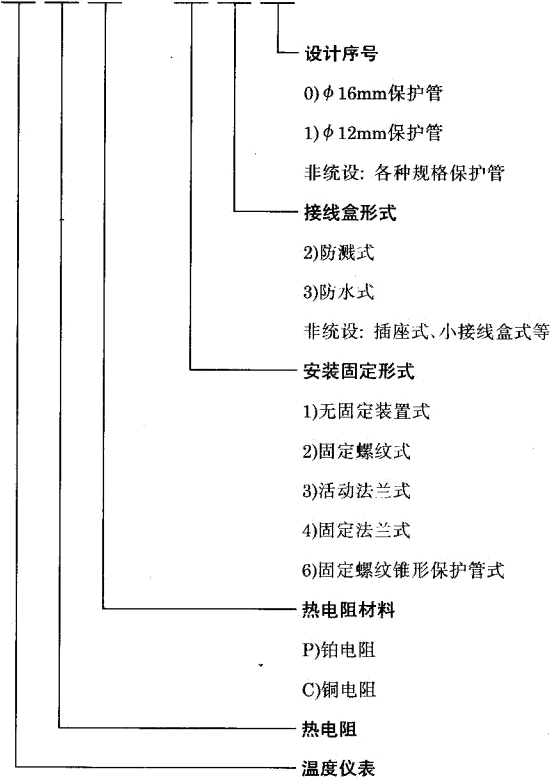 设计序号
0)φ16mm保护管
1)φ12mm保护管
非统设: 各种规格保护管
接线盒形式
2)防溅式
3)防水式
非统设: 插座式、小接线盒式等
安装固定形式
1)无固定装置式
2)固定螺纹式
3)活动法兰式
4)固定法兰式
6)固定螺纹锥形保护管式
热电阻材料
P)铂电阻
C)铜电阻
热电阻
温度仪表